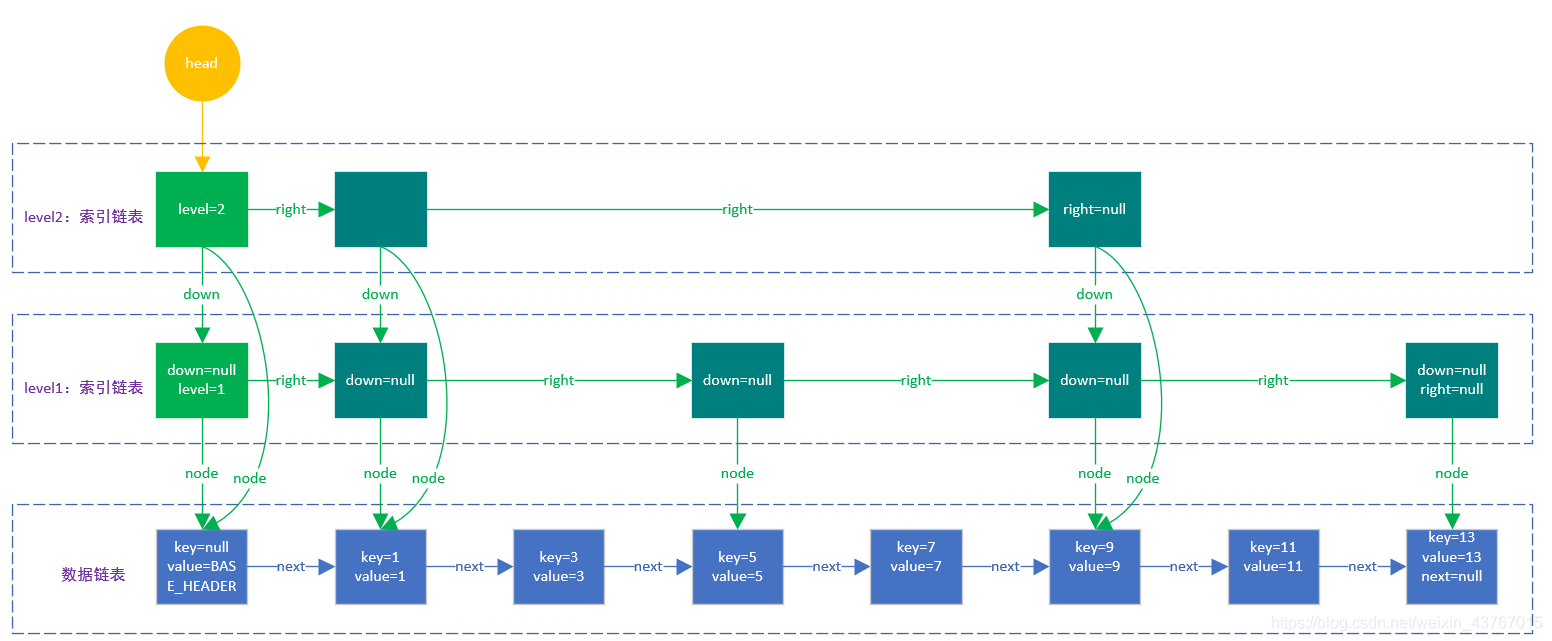 head
level2：索引链表
level=2
right
right
right=null
down
down
down
level1：索引链表
down=null
level=1
right
down=null
right
down=null
right
down=null
right
down=null
right=null
node
node
node
node
node
node
node
node
数据链表
key=null
value=BAS
E_HEADER
next
key=1
value=1
next
key=3
value=3
next
key=5
value=5
next
key=7
value=7
next
key=9
value=9
next
key=11
value=11
next
key=13
value=13
next=null
https://blog.csdn.net/weixin_43767015